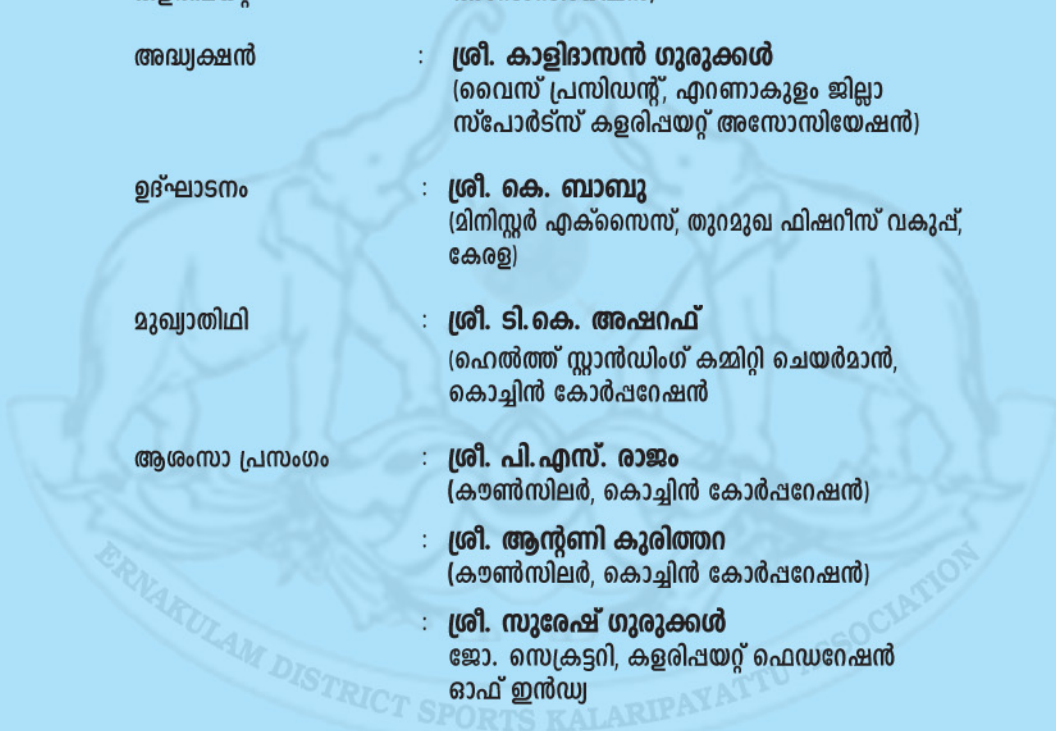 അദ്ധ്യക്ഷൻ : ശ്രീ. കാളിദാസൻ ഗുരുക്കൾ
(വൈസ് പ്രസിഡന്റ്, എറണാകുളം ജില്ലാ
സ്പോർട്സ് കളരിപ്പയറ്റ് അസോസിയേഷൻ)
ഉദ്ഘാടനം : ശ്രീ. കെ. ബാബു
(മിനിസ്റ്റർ എക്സൈസ്, തുറമുഖ ഫിഷറീസ് വകുപ്പ്,
കേരള)
മുഖ്യാതിഥി : ശ്രീ. ടി.കെ. അഷറഫ്
(ഹെൽത്ത് സ്റ്റാൻഡിംഗ് കമ്മിറ്റി ചെയർമാൻ,
കൊച്ചിൻ കോർപ്പറേഷൻ
ആശംസാ പ്രസംഗം : ശ്രീ. പി.എസ്. രാജം
(കൗൺസിലർ, കൊച്ചിൻ കോർപ്പറേഷൻ)
: ശ്രീ. ആന്റണി കുരിത്തറ
(കൗൺസിലർ, കൊച്ചിൻ കോർപ്പറേഷൻ)
: ശ്രീ. സുരേഷ് ഗുരുക്കൾ
ജോ. സെക്രട്ടറി, കളരിപ്പയറ്റ് ഫെഡറേഷൻ
ഓഫ് ഇൻഡ്യ
ERNAKULAM DISTRICT SPORTS KALARIPAYATTU ASSOCIATION